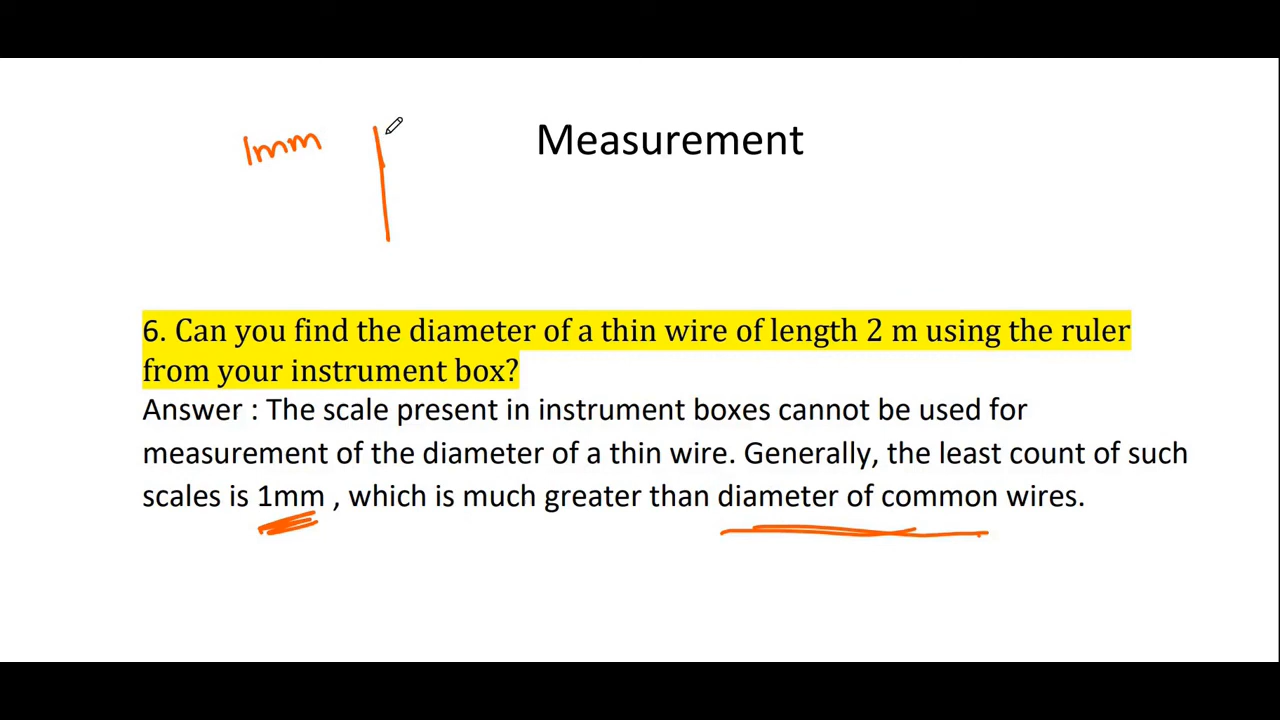 1mm
Measurement
6. Can you find the diameter of a thin wire of length 2 m using the ruler
from your instrument box?
Answer : The scale present in instrument boxes cannot be used for
measurement of the diameter of a thin wire. Generally, the least count of such
scales is 1mm , which is much greater than diameter of common wires.